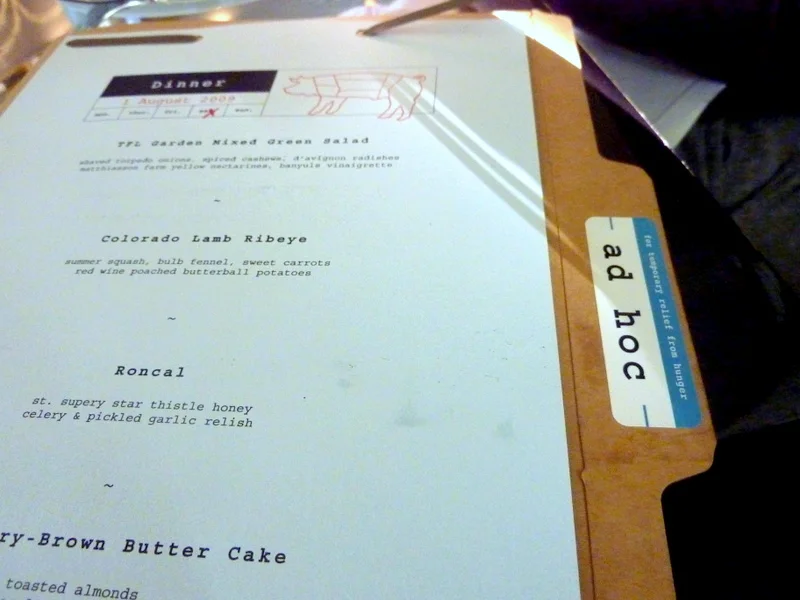 Dinner
1 August 2009
TFL Garden Mixed Green Salad
shaved torpedo onions, spiced cashews, d'avignon radishes
matthiasson farm yellow nectarines, banyuls vinaigrette
~
Colorado Lamb Ribeye
summer squash, bulb fennel, sweet carrots
red wine poached butterball potatoes
~
Roncal
st. supery star thistle honey
celery & pickled garlic relish
~
ry-Brown Butter Cake
toasted almonds
ad hoc
for temporary relief from hunger